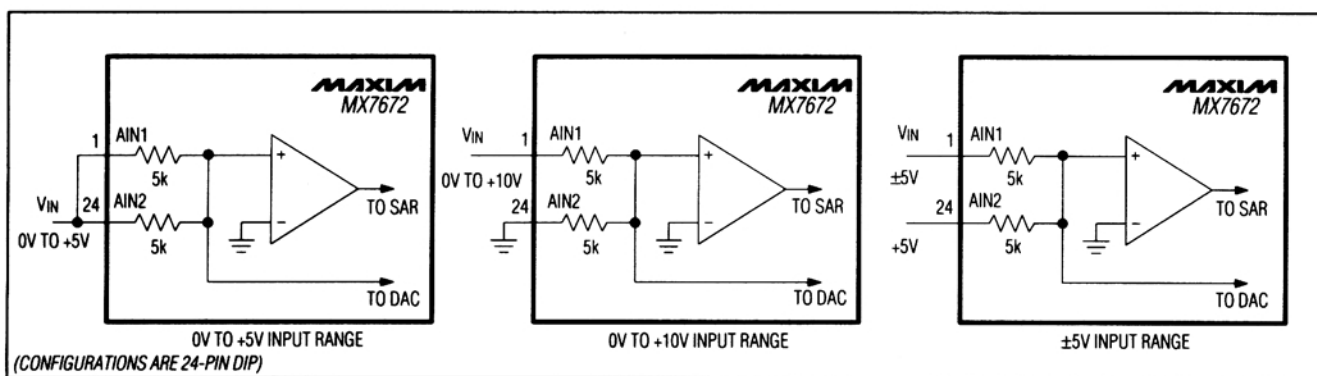 MAXIM
MX7672
1
AIN1
5k
VIN
24
AIN2
5k
0V TO +5V
+
−
TO SAR
TO DAC
0V TO +5V INPUT RANGE
MAXIM
MX7672
VIN
1
AIN1
0V TO +10V
5k
24
AIN2
5k
+
−
TO SAR
TO DAC
0V TO +10V INPUT RANGE
MAXIM
MX7672
VIN
1
AIN1
±5V
5k
24
AIN2
+5V
5k
+
−
TO SAR
TO DAC
±5V INPUT RANGE
(CONFIGURATIONS ARE 24-PIN DIP)